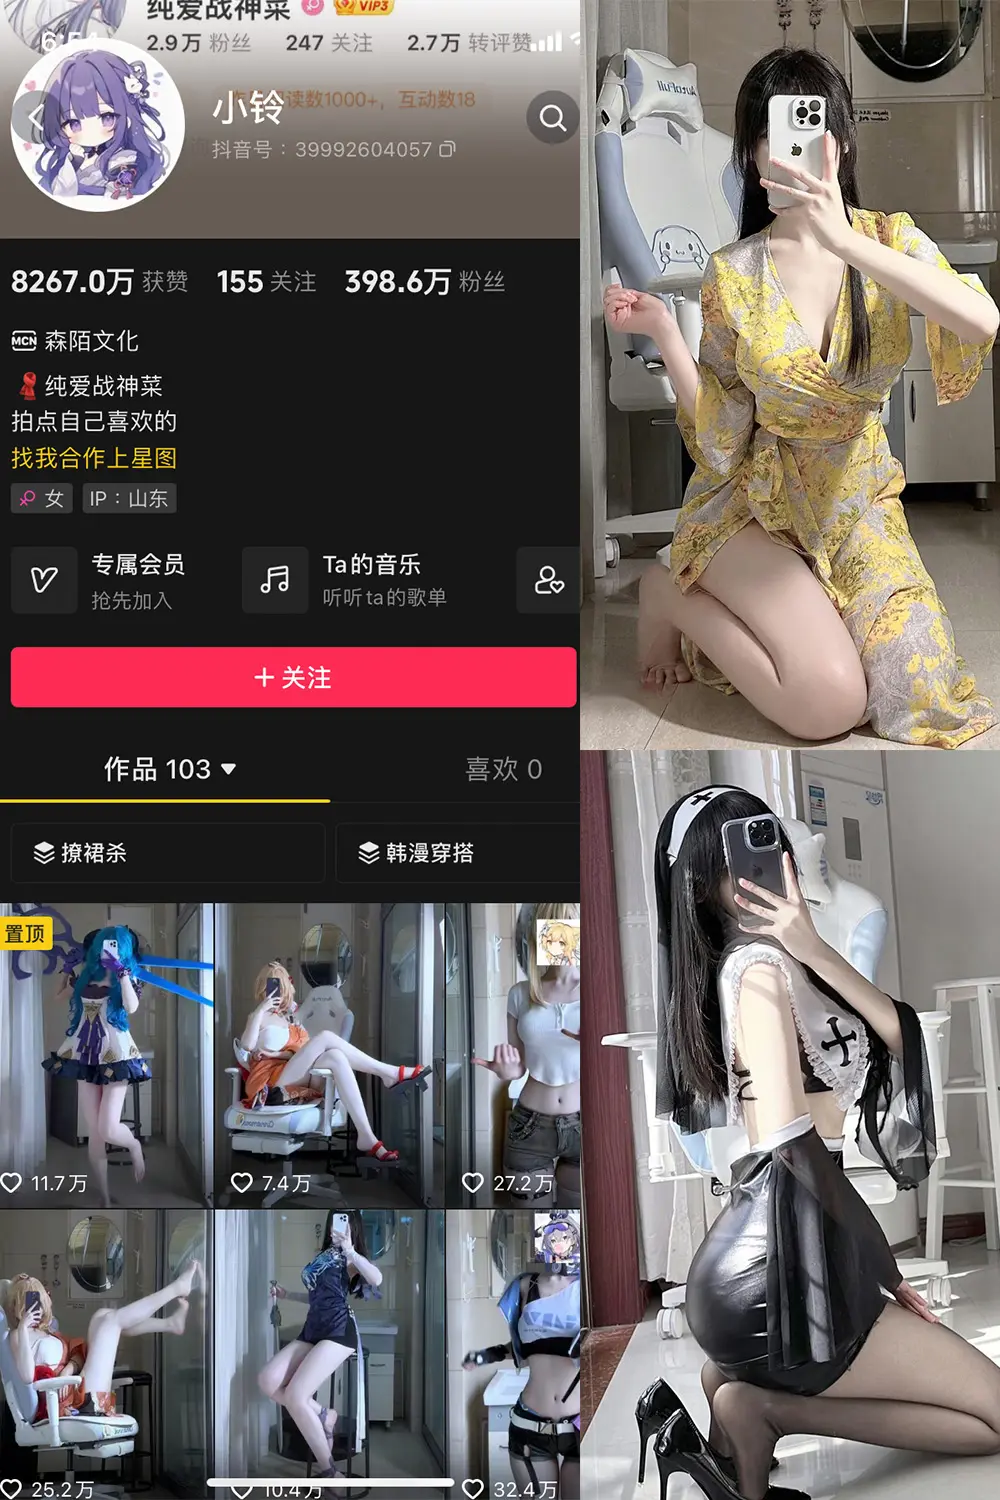 纯爱战神菜
VIP3
2.9万 粉丝 247 关注 2.7万 转评赞
6:54
读数1000+，互动数18
小铃
抖音号：39992604057
8267.0万 获赞 155 关注 398.6万 粉丝
MCN 森陌文化
纯爱战神菜
拍点自己喜欢的
找我合作上星图
女 IP：山东
专属会员
抢先加入
Ta的音乐
听听ta的歌单
+ 关注
作品 103
喜欢 0
撩裙杀
韩漫穿搭
置顶
11.7万
7.4万
27.2万
25.2万
10.4万
32.4万
AutoFull